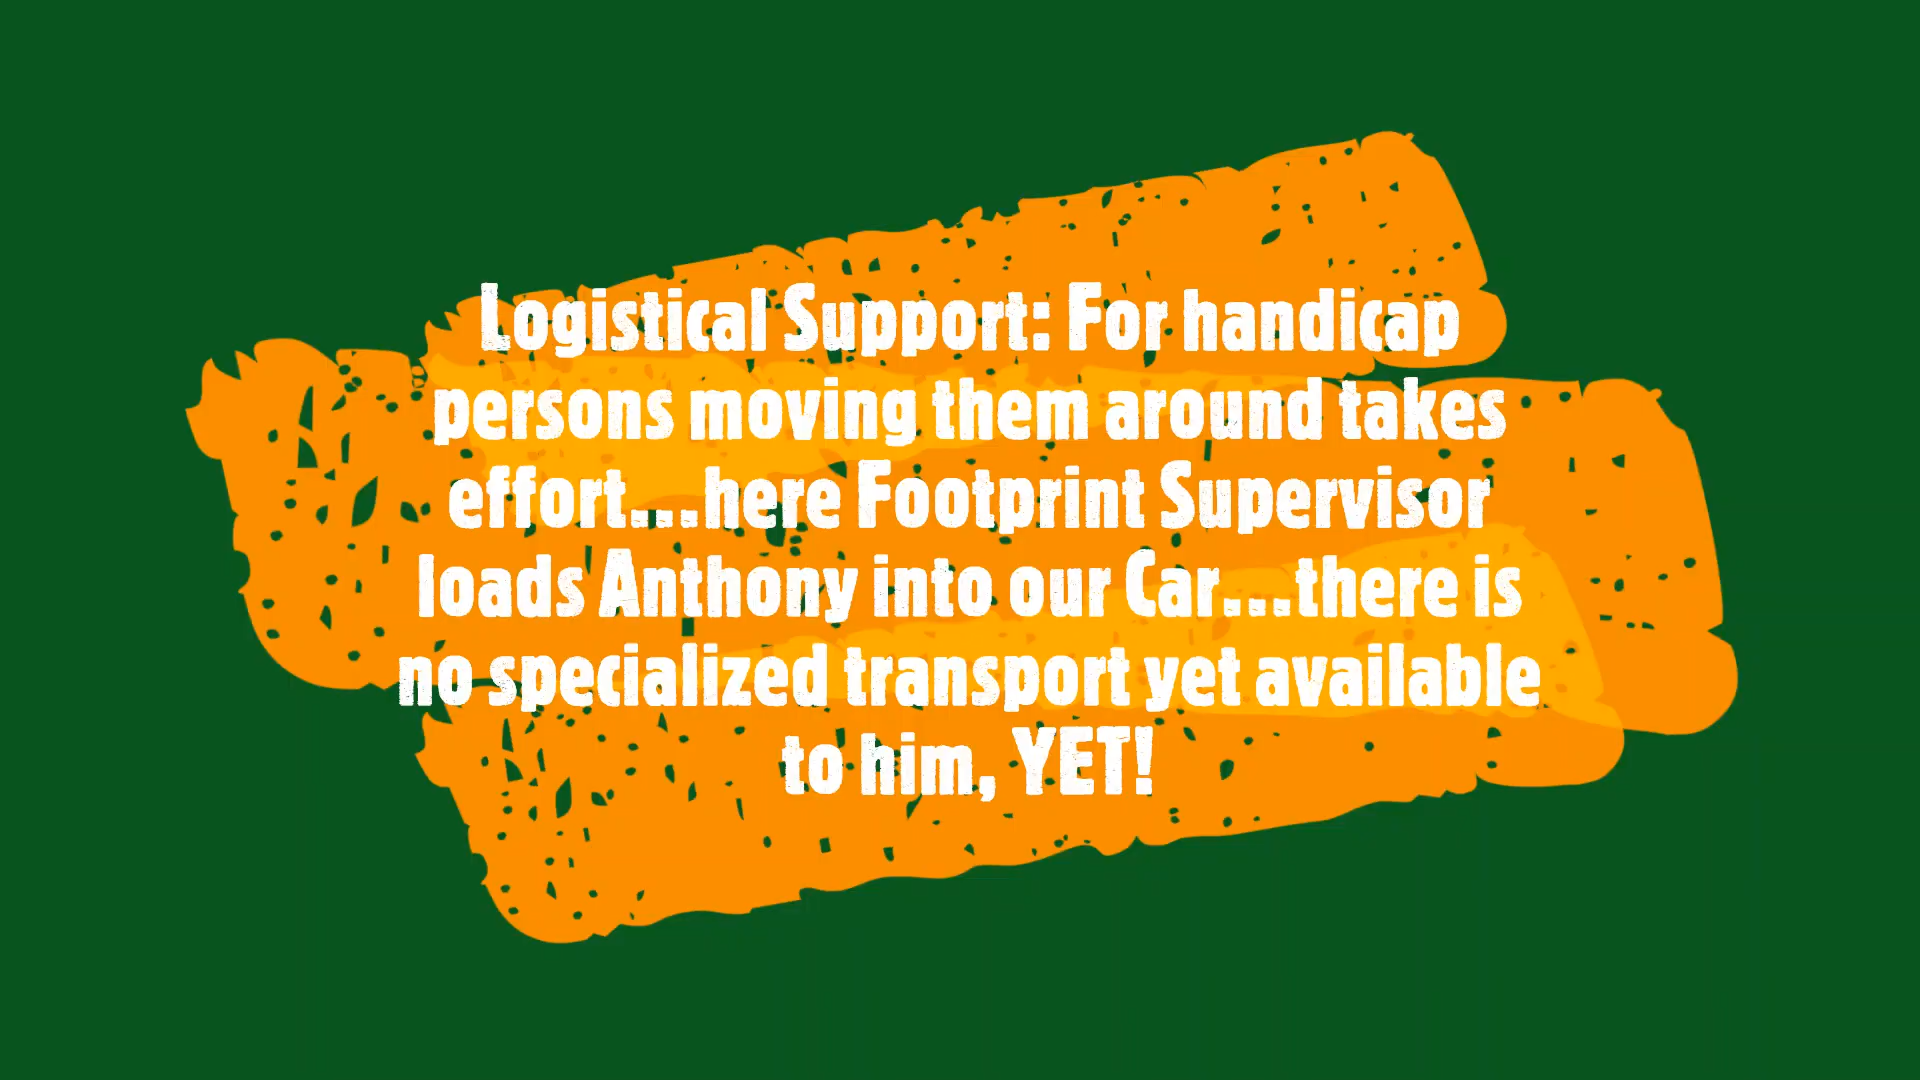 Logistical Support: For handicap
persons moving them around takes
effort...here Footprint Supervisor
loads Anthony into our Car...there is
no specialized transport yet available
to him, YET!